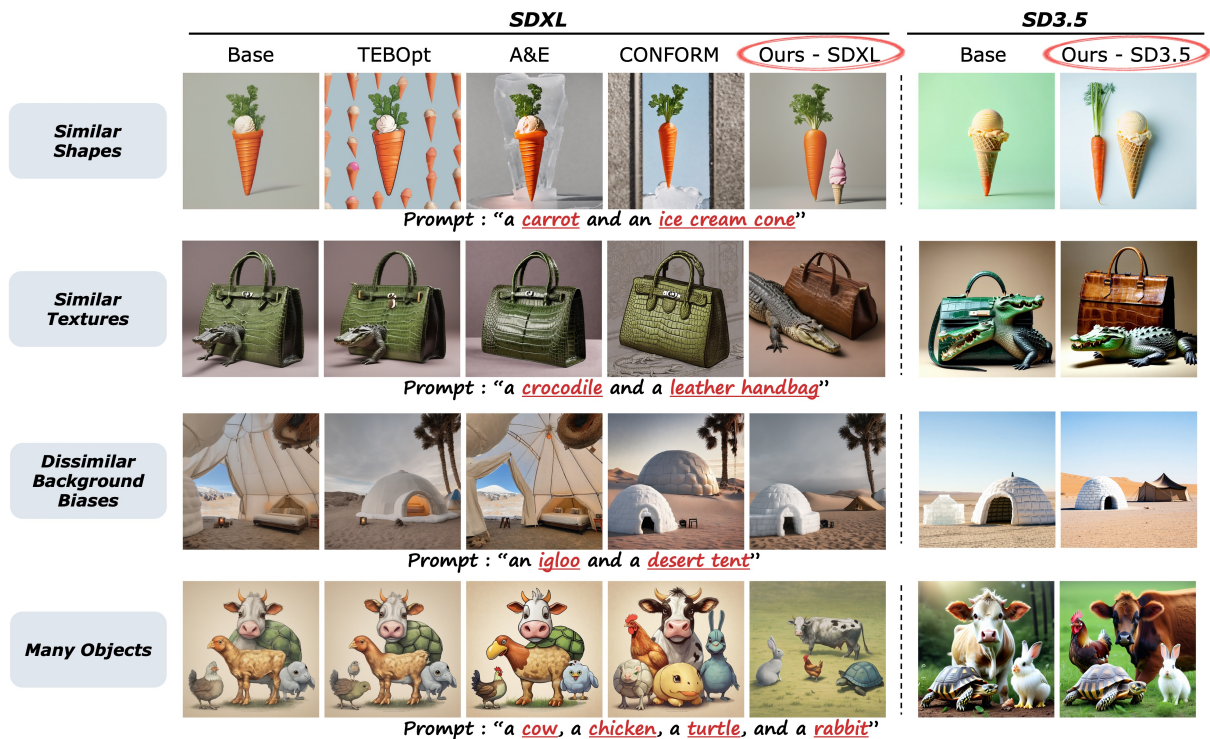 SDXL SD3.5
Base TEBOpt A&E CONFORM Ours - SDXL Base Ours - SD3.5
Similar
Shapes
Prompt : “a carrot and an ice cream cone”
Similar
Textures
Prompt : “a crocodile and a leather handbag”
Dissimilar
Background
Biases
Prompt : “an igloo and a desert tent”
Many Objects
Prompt : “a cow, a chicken, a turtle, and a rabbit”